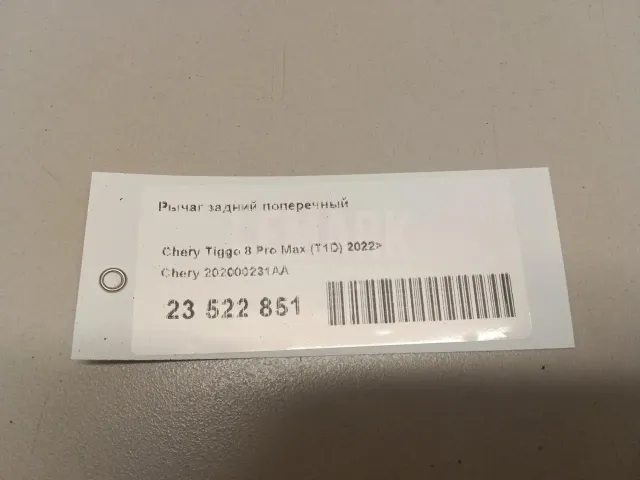 Рычаг задний поперечный
Chery Tiggo 8 Pro Max (T1D) 2022>
Chery 202000231AA
23 522 851